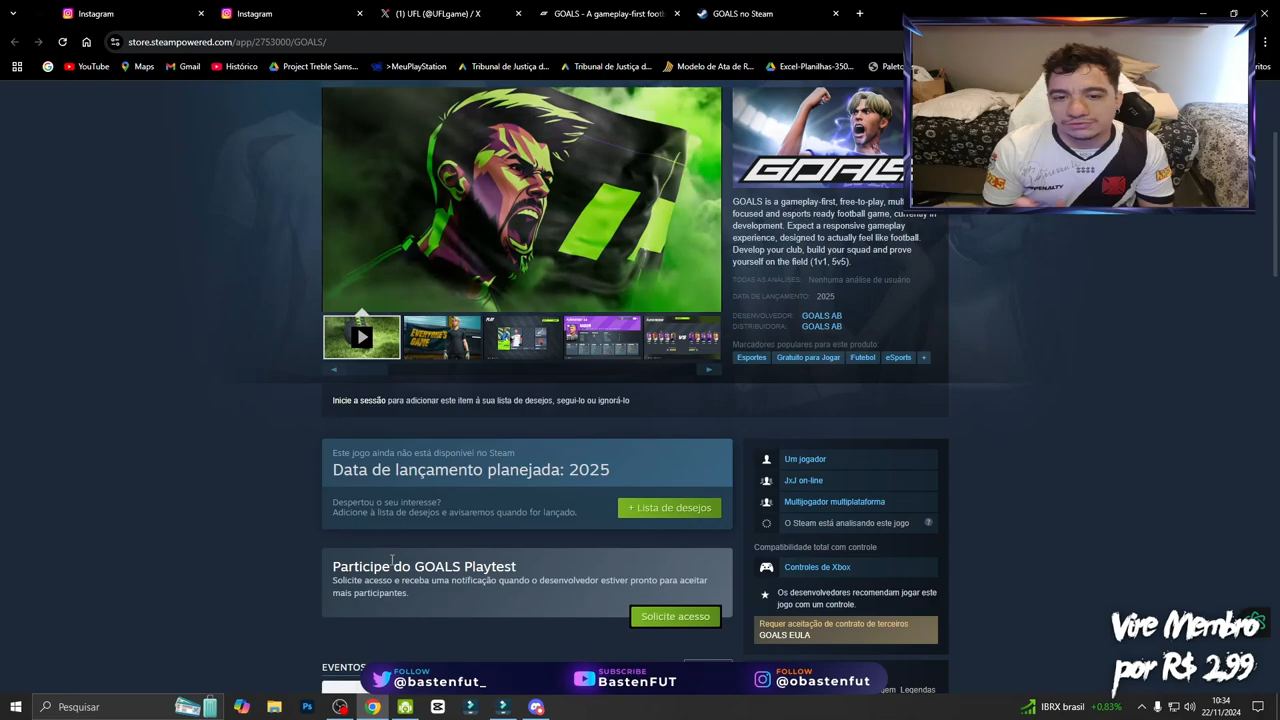 Instagram
Instagram
(1) UFL (@UFLgame) / X
GOALS - A gameplay-first footb
GOALS no Steam
store.steampowered.com/app/2753000/GOALS/
YouTube
Maps
Gmail
Histórico
Project Treble Sams...
>MeuPlayStation
Tribunal de Justiça d...
Tribunal de Justiça d...
Modelo de Ata de R...
Excel-Planilhas-350...
GOALS
GOALS is a gameplay-first, free-to-play,
focused and esports ready football game, currently in
development. Expect a responsive gameplay
experience, designed to actually feel like football.
Develop your club, build your squad and prove
yourself on the field (1v1, 5v5).
TODAS AS ANÁLISES: Nenhuma análise de usuário
DATA DE LANÇAMENTO: 2025
DESENVOLVEDOR: GOALS AB
DISTRIBUIDORA: GOALS AB
Marcadores populares para este produto:
Esportes
Gratuito para Jogar
Futebol
eSports
+
Inicie a sessão para adicionar este item à sua lista de desejos, segui-lo ou ignorá-lo
Este jogo ainda não está disponível no Steam
Data de lançamento planejada: 2025
Despertou o seu interesse?
Adicione à lista de desejos e avisaremos quando for lançado.
+ Lista de desejos
Participe do GOALS Playtest
Solicite acesso e receba uma notificação quando o desenvolvedor estiver pronto para aceitar
mais participantes.
Solicite acesso
Um jogador
JxJ on-line
Multijogador multiplataforma
O Steam está analisando este jogo
?
Compatibilidade total com controle
Controles de Xbox
Os desenvolvedores recomendam jogar este
jogo com um controle.
Requer aceitação de contrato de terceiros
GOALS EULA
PENALTY
EVENTOS
Legendas
FOLLOW
@bastenfut_
SUBSCRIBE
BastenFUT
FOLLOW
@obastenfut
Vire Membro
por R$ 2,99
Pesquisar
IBRX brasil +0,83%
10:34
22/11/2024